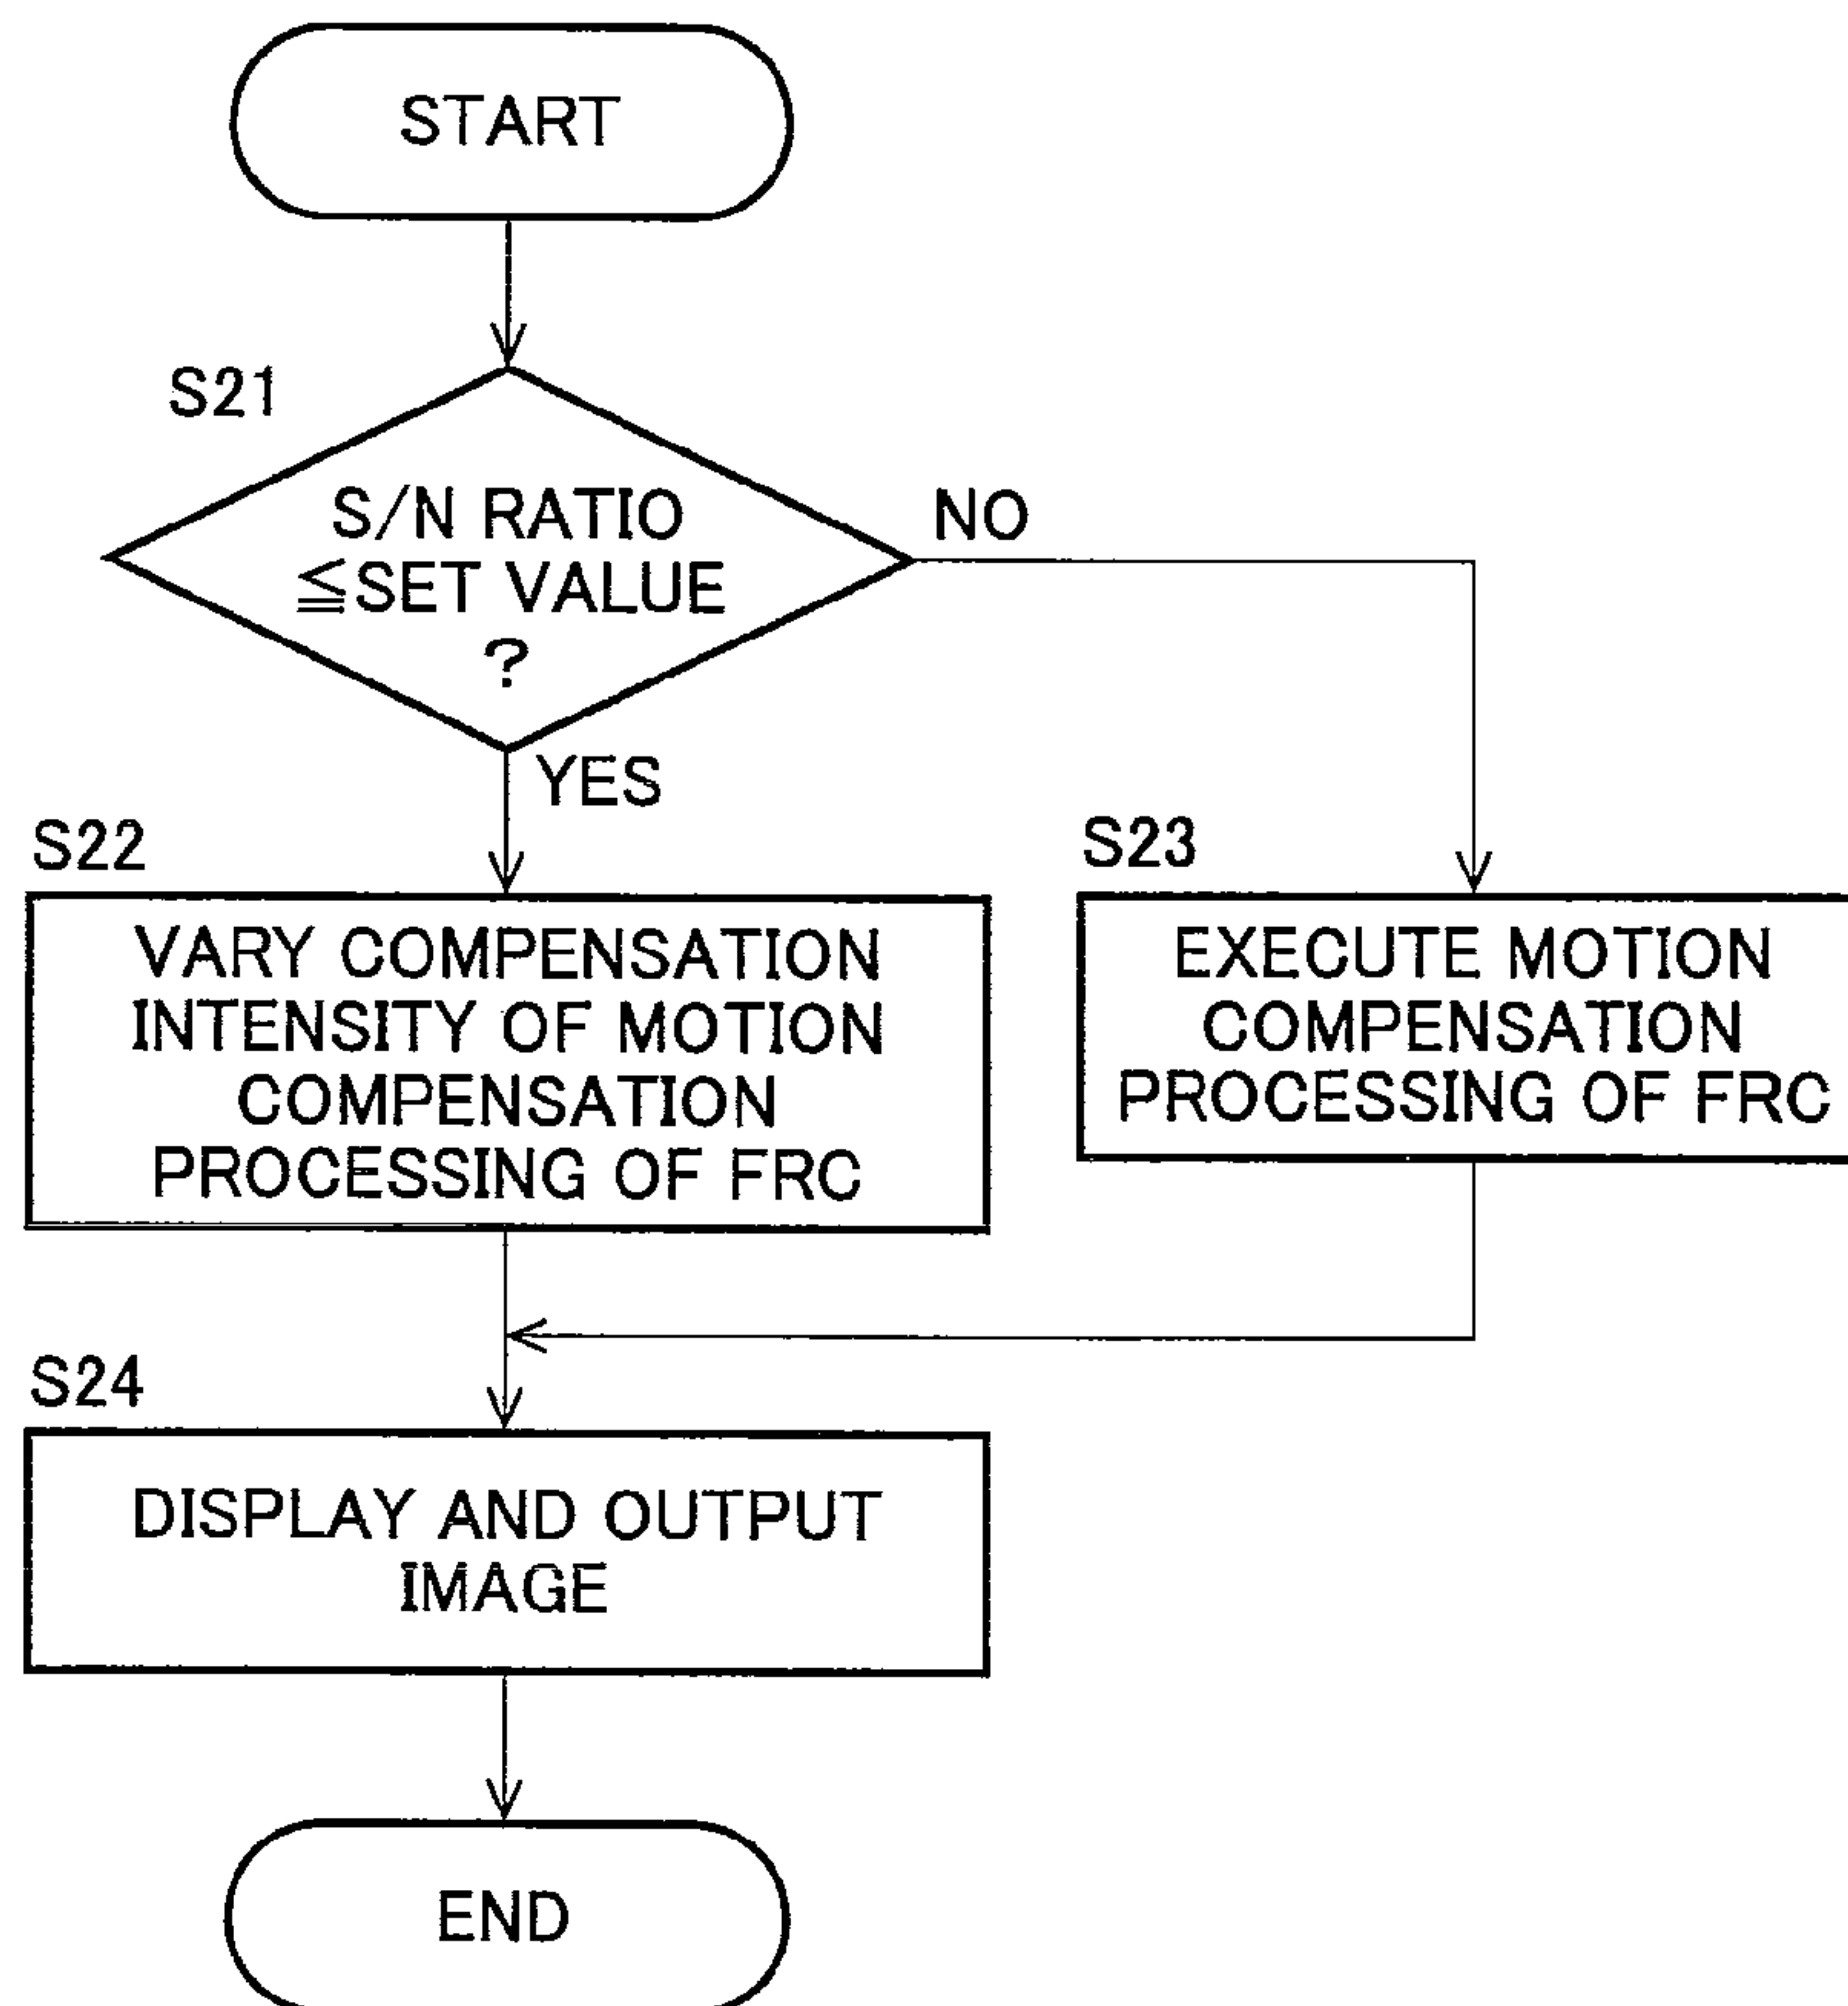 START
S21
S/N RATIO
≦SET VALUE
?
NO
YES
S22
VARY COMPENSATION
INTENSITY OF MOTION
COMPENSATION
PROCESSING OF FRC
S23
EXECUTE MOTION
COMPENSATION
PROCESSING OF FRC
S24
DISPLAY AND OUTPUT
IMAGE
END